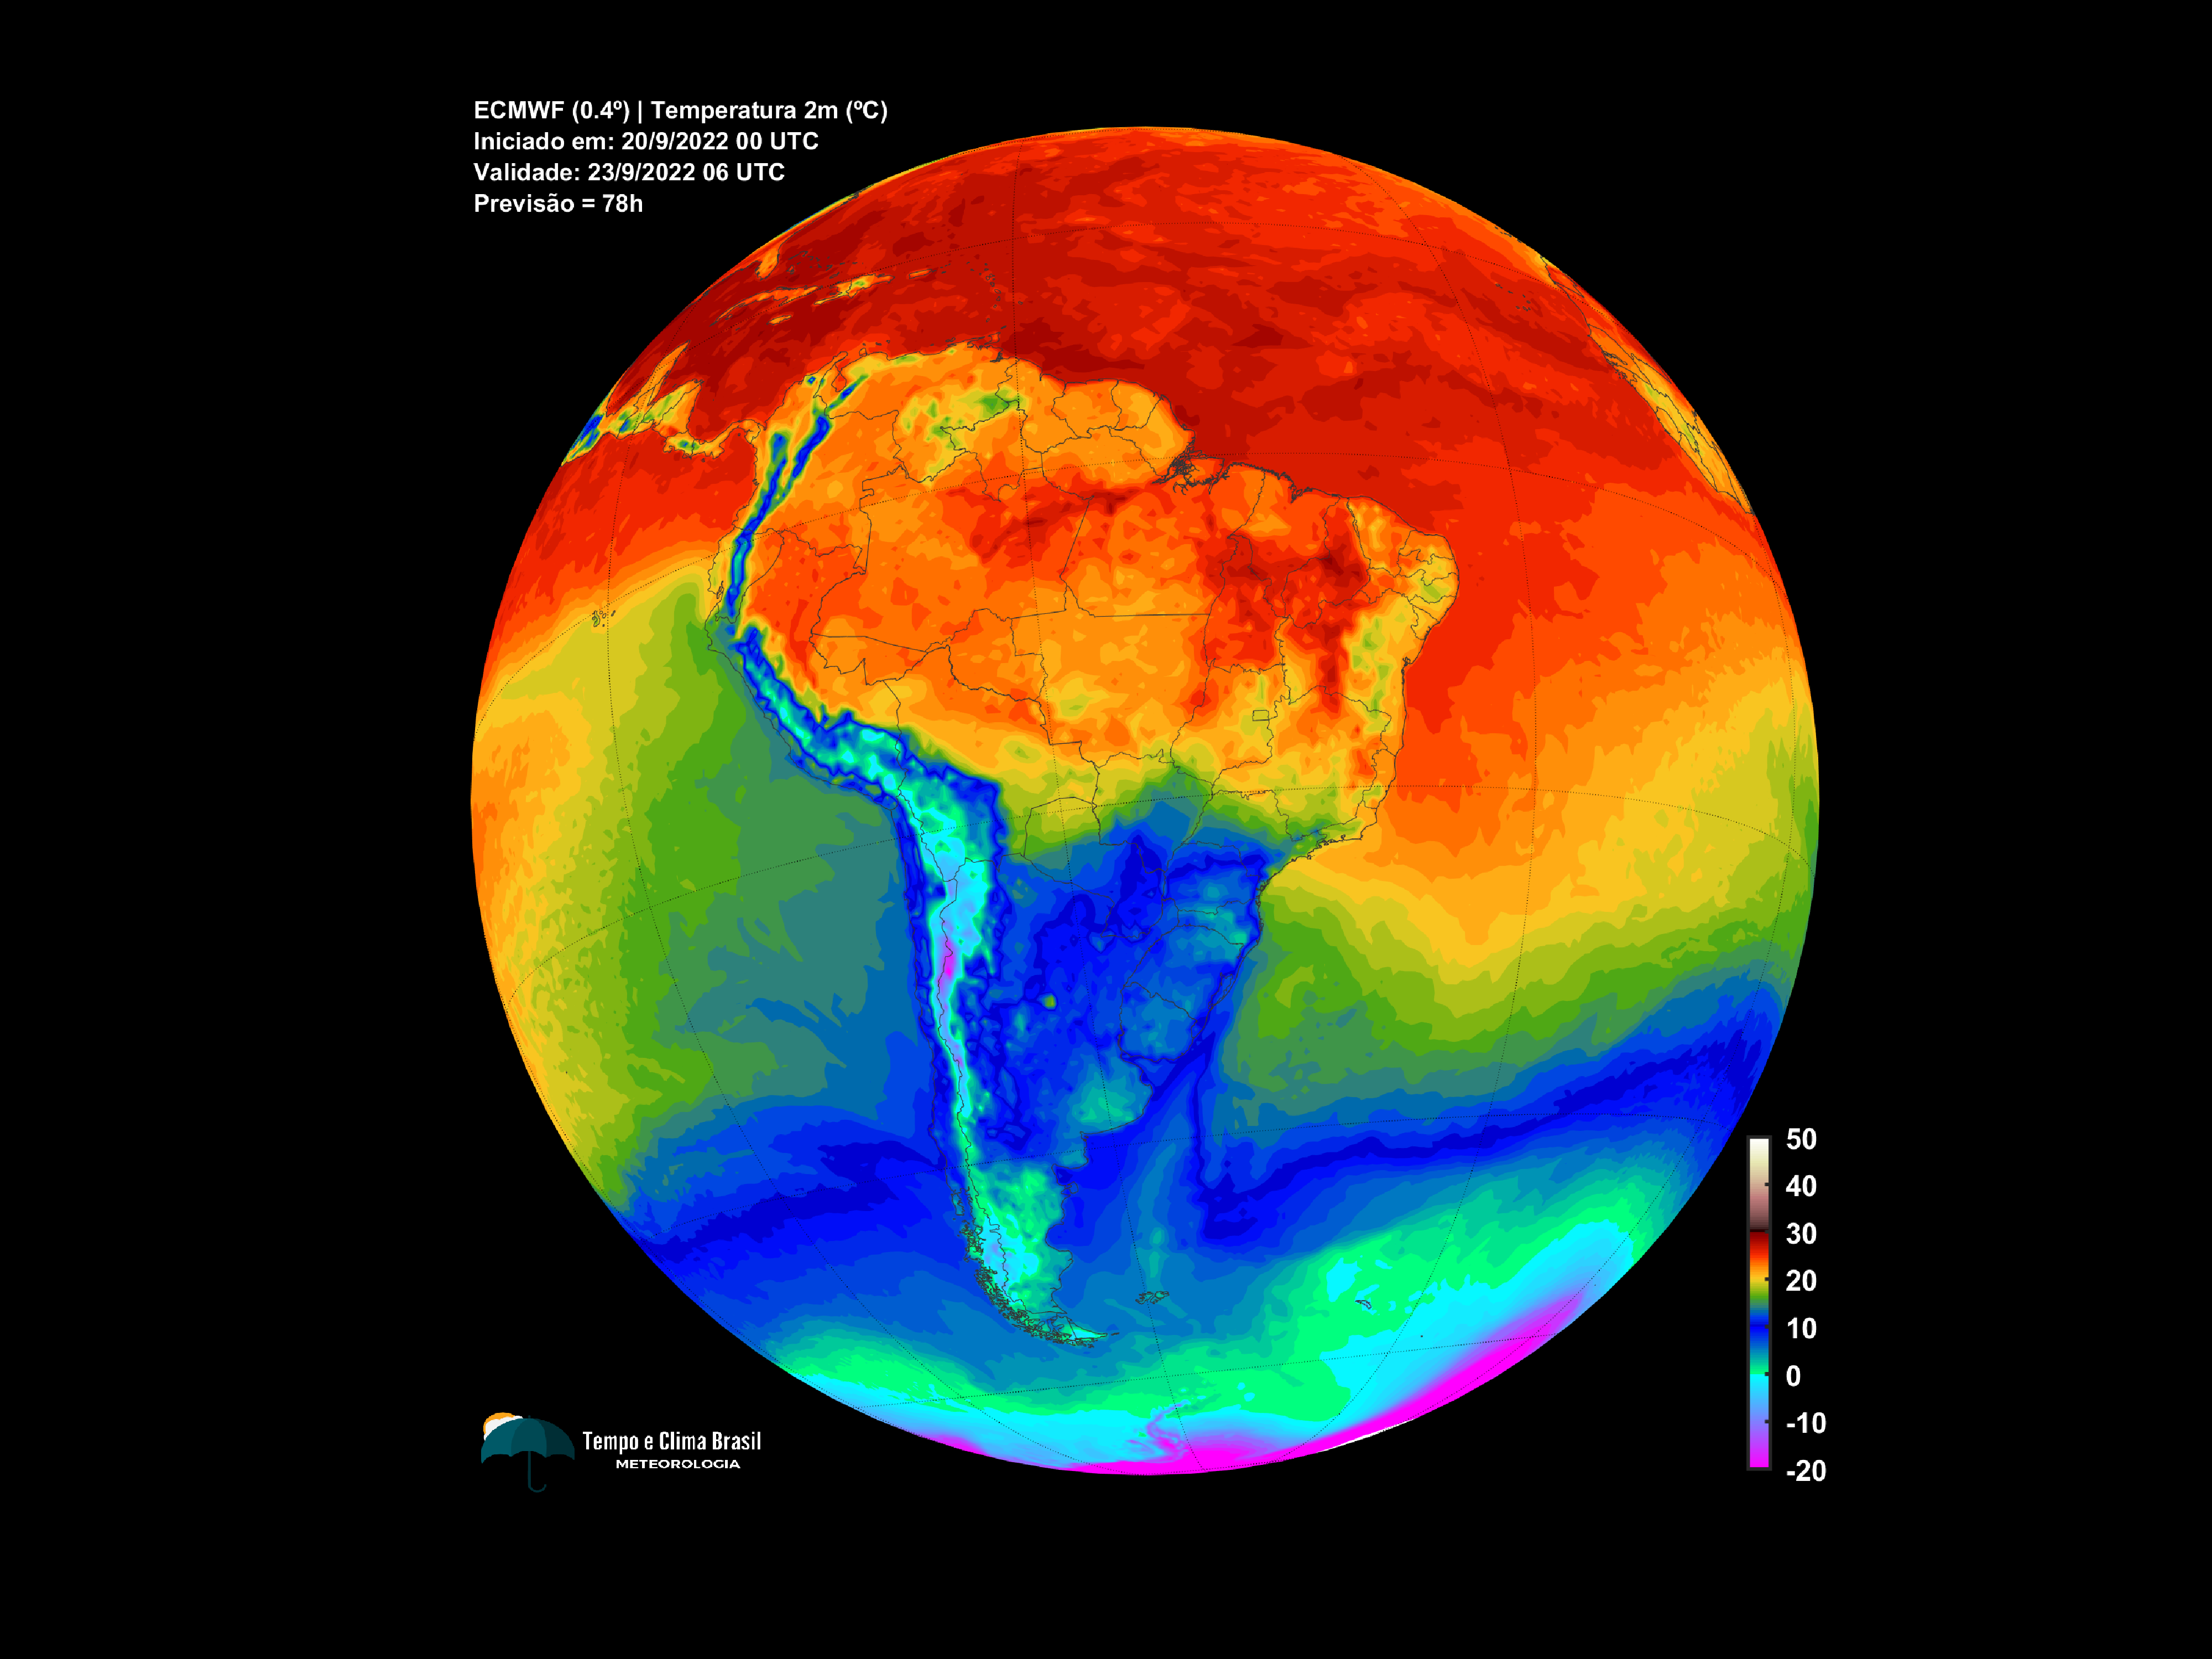 ECMWF (0.4º) | Temperatura 2m (ºC)
Iniciado em: 20/9/2022 00 UTC
Validade: 23/9/2022 06 UTC
Previsão = 78h
50
40
30
20
10
0
-10
-20
Tempo e Clima Brasil
METEOROLOGIA